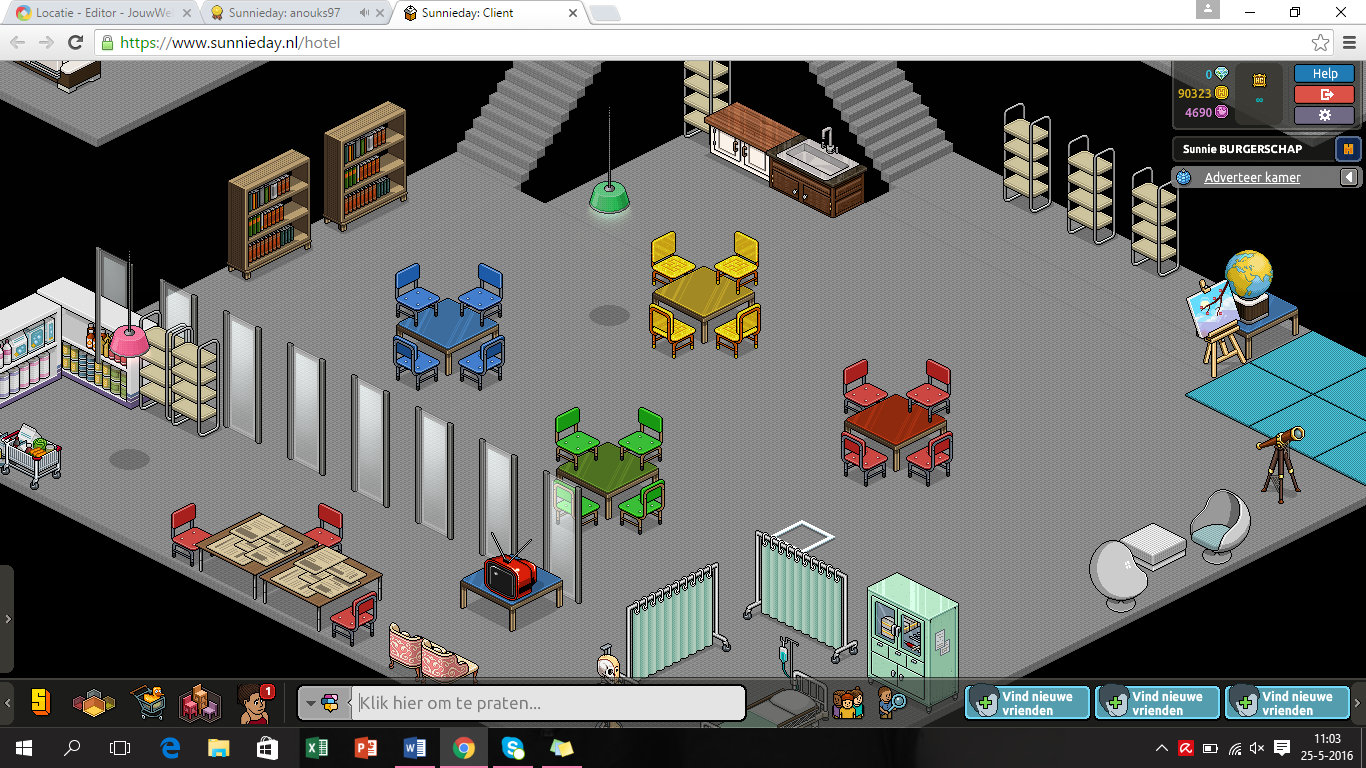 Locatie - Editor - JouwWe
Sunnieday: anouks97
Sunnieday: Client
https://www.sunnieday.nl/hotel
0
90323
4690
HC
∞
Help
Sunnie BURGERSCHAP
Adverteer kamer
1
Klik hier om te praten...
Vind nieuwe
vrienden
Vind nieuwe
vrienden
Vind nieuwe
vrienden
11:03
25-5-2016